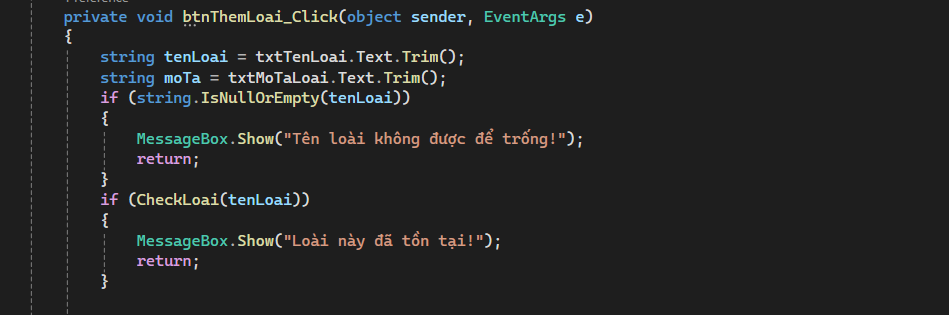 Preference
private void btnThemLoai_Click(object sender, EventArgs e)
{
string tenLoai = txtTenLoai.Text.Trim();
string moTa = txtMoTaLoai.Text.Trim();
if (string.IsNullOrEmpty(tenLoai))
{
MessageBox.Show("Tên loài không được để trống!");
return;
}
if (CheckLoai(tenLoai))
{
MessageBox.Show("Loài này đã tồn tại!");
return;
}